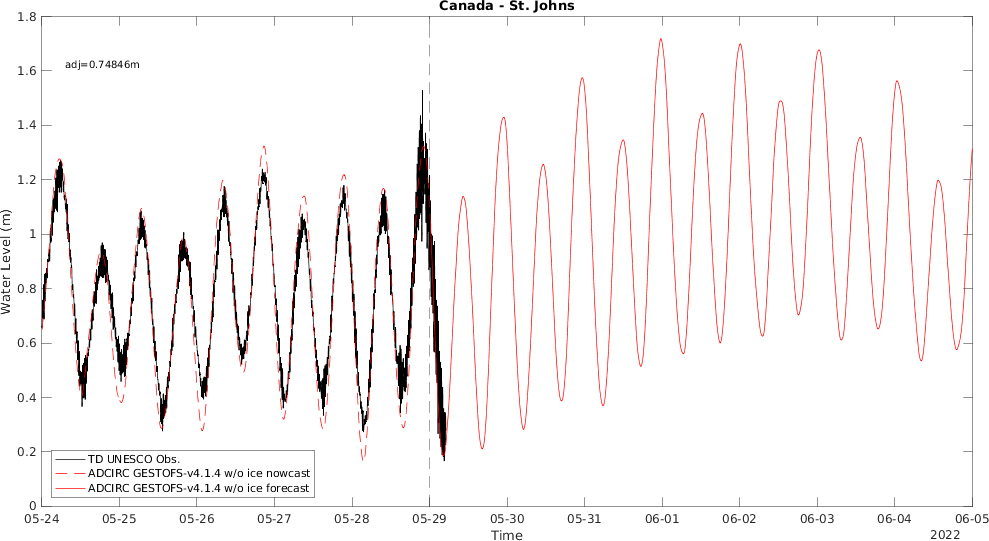 Canada - St. Johns
1.8
1.6
1.4
1.2
1
0.8
0.6
0.4
0.2
0
Water Level (m)
adj=0.74846m
TD UNESCO Obs.
ADCIRC GESTOFS-v4.1.4 w/o ice nowcast
ADCIRC GESTOFS-v4.1.4 w/o ice forecast
05-24 05-25 05-26 05-27 05-28 05-29 05-30 05-31 06-01 06-02 06-03 06-04 06-05
Time
2022